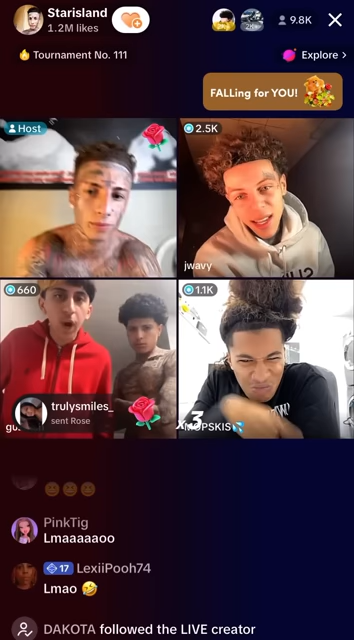 Starisland
1.2M likes
9.8K
Tournament No. 111
Explore >
FALLing for YOU!
Host
2.5K
jwavy
660
1.1K
trulysmiles_
sent Rose
x3
PinkTig
Lmaaaaaoo
17 LexiiPooh74
Lmao 🤣
DAKOTA followed the LIVE creator